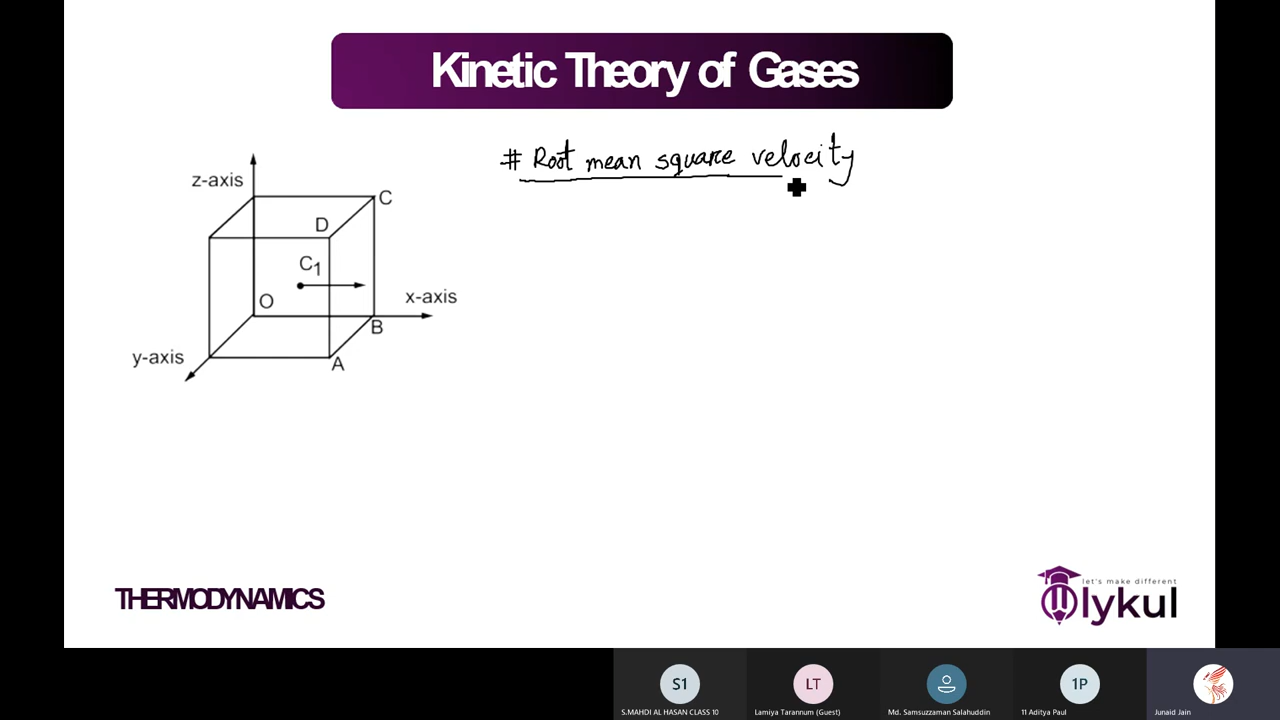 Kinetic Theory of Gases
# Root mean square velocity
z-axis
C
D
C1
O
x-axis
B
y-axis
A
THERMODYNAMICS
let's make different
lykul
S1
LT
1P
S.MAHDI AL HASAN CLASS 10
Lamiya Tarannum (Guest)
Md. Samsuzzaman Salahuddin
11 Aditya Paul
Junaid Jain